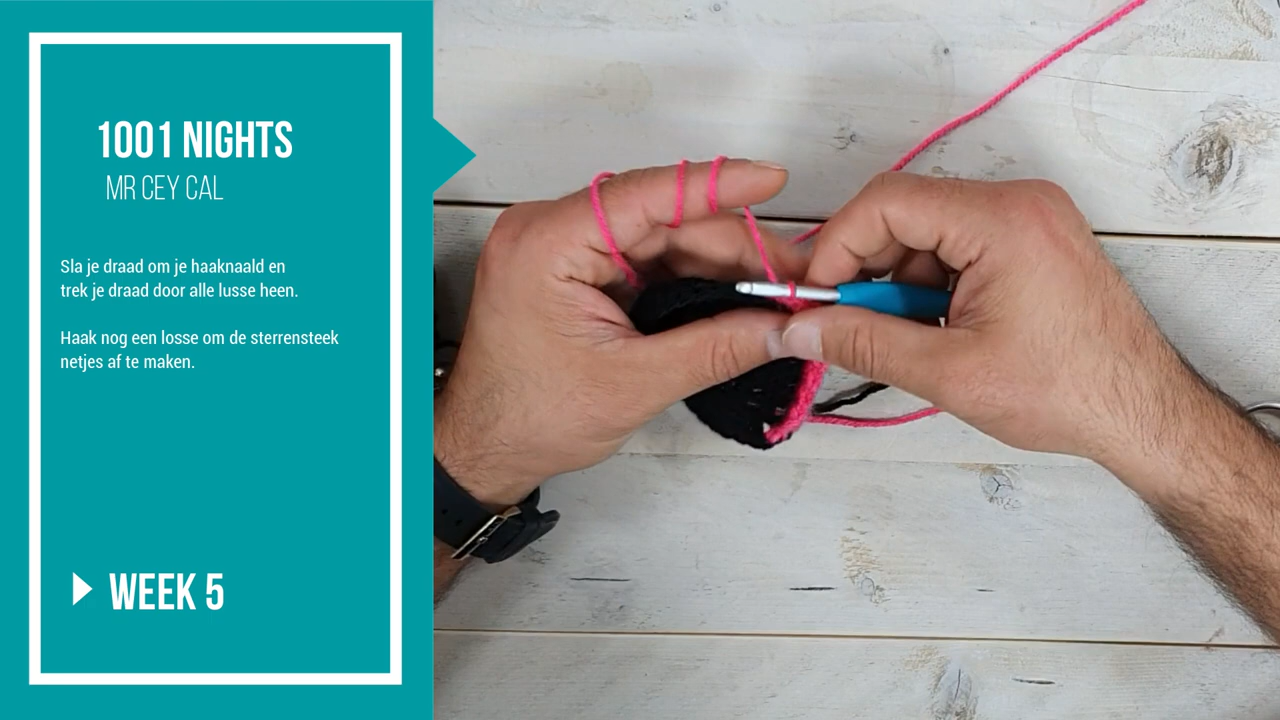 1001 NIGHTS
MR CEY CAL
Sla je draad om je haaknaald en
trek je draad door alle lusse heen.
Haak nog een losse om de sterrensteek
netjes af te maken.
WEEK 5